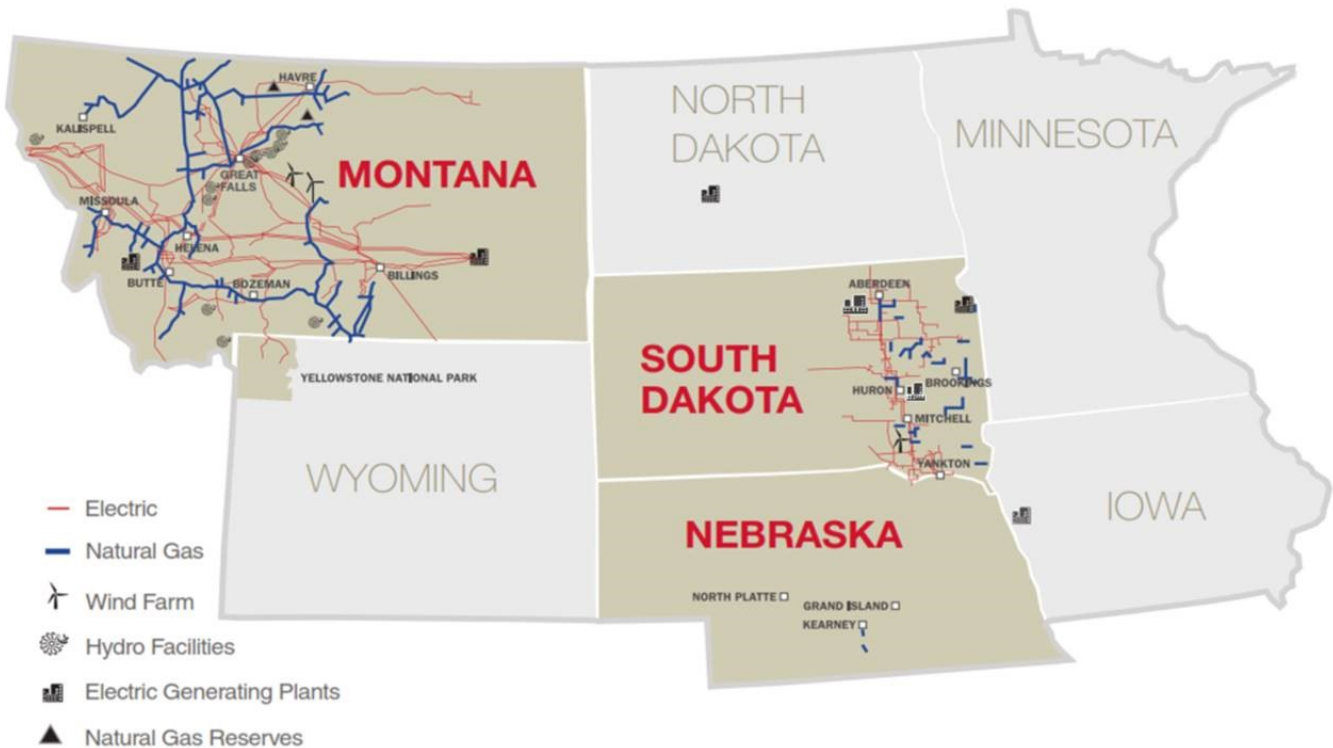 HAVRE
KALISPELL
GREAT
FALLS
MONTANA
MISSOULA
HELENA
BUTTE
BOZEMAN
BILLINGS
YELLOWSTONE NATIONAL PARK
NORTH
DAKOTA
MINNESOTA
ABERDEEN
SOUTH
DAKOTA
HURON
BROOKINGS
MITCHELL
YANKTON
WYOMING
IOWA
NEBRASKA
NORTH PLATTE
GRAND ISLAND
KEARNEY
Electric
Natural Gas
Wind Farm
Hydro Facilities
Electric Generating Plants
Natural Gas Reserves